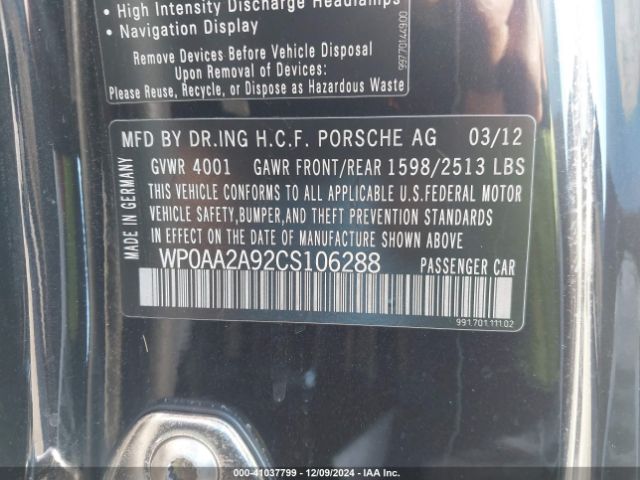 • High Intensity Discharge Headlamps
• Navigation Display
Remove Devices Before Vehicle Disposal
Upon Removal of Devices:
Please Reuse, Recycle, or Dispose as Hazardous Waste
99770144900
MFD BY DR.ING H.C.F. PORSCHE AG 03/12
GVWR 4001 GAWR FRONT/REAR 1598/2513 LBS
THIS VEHICLE CONFORMS TO ALL APPLICABLE U.S.FEDERAL MOTOR
VEHICLE SAFETY,BUMPER,AND THEFT PREVENTION STANDARDS
IN EFFECT ON THE DATE OF MANUFACTURE SHOWN ABOVE.
WP0AA2A92CS106288 PASSENGER CAR
MADE IN GERMANY
991.701.111.02
000-41037799 - 12/09/2024 - IAA Inc.